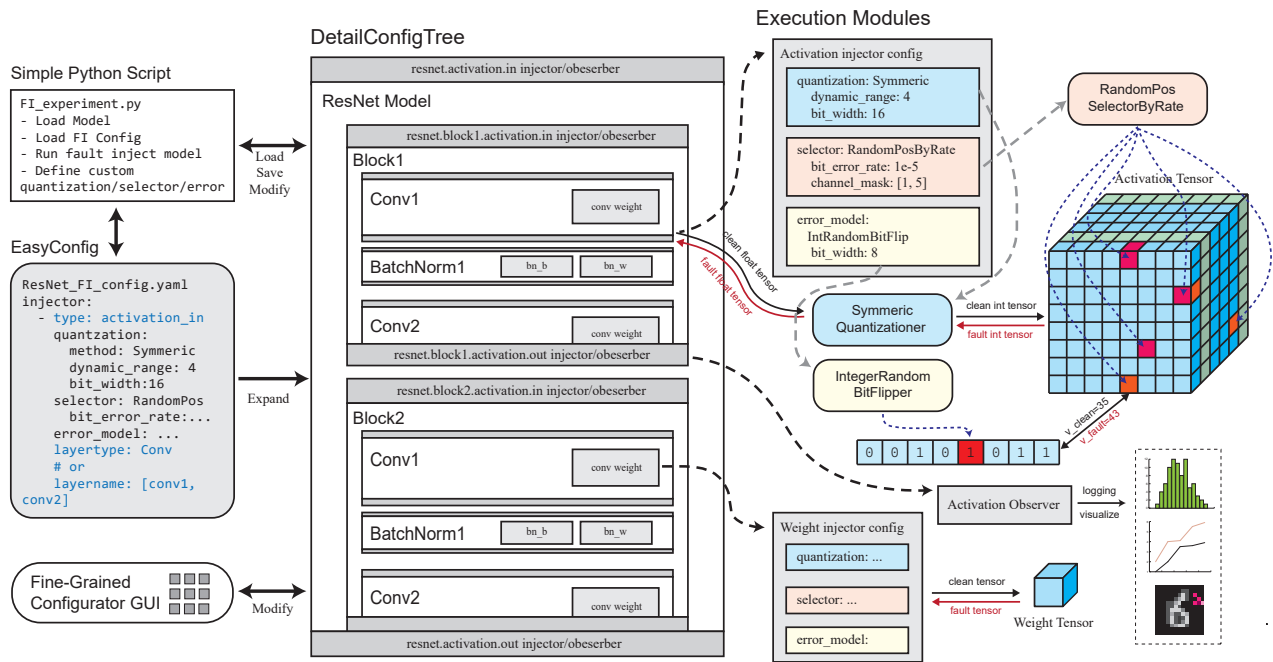 Simple Python Script
FI_experiment.py
- Load Model
- Load FI Config
- Run fault inject model
- Define custom
quantization/selector/error
EasyConfig
ResNet_FI_config.yaml
injector:
- type: activation_in
quantzation:
method: Symmeric
dynamic_range: 4
bit_width:16
selector: RandomPos
bit_error_rate:...
error_model: ...
layertype: Conv
# or
layername: [conv1,
conv2]
Fine-Grained
Configurator GUI
Load
Save
Modify
Expand
Modify
DetailConfigTree
resnet.activation.in injector/obeserber
ResNet Model
resnet.block1.activation.in injector/obeserber
Block1
Conv1
conv weight
BatchNorm1
bn_b
bn_w
Conv2
conv weight
resnet.block1.activation.out injector/obeserber
resnet.block2.activation.in injector/obeserber
Block2
Conv1
conv weight
BatchNorm1
bn_b
bn_w
Conv2
conv weight
resnet.activation.out injector/obeserber
Execution Modules
Activation injector config
quantization: Symmeric
dynamic_range: 4
bit_width: 16
selector: RandomPosByRate
bit_error_rate: 1e-5
channel_mask: [1, 5]
error_model:
IntRandomBitFlip
bit_width: 8
clean float tensor
fault float tensor
RandomPos
SelectorByRate
Activation Tensor
Symmeric
Quantizationer
clean int tensor
fault int tensor
IntegerRandom
BitFlipper
v_clean=35
v_fault=43
0 0 1 0 1 0 1 1
Activation Observer
logging
visualize
Weight injector config
quantization: ...
selector: ...
error_model:
clean tensor
fault tensor
Weight Tensor
.